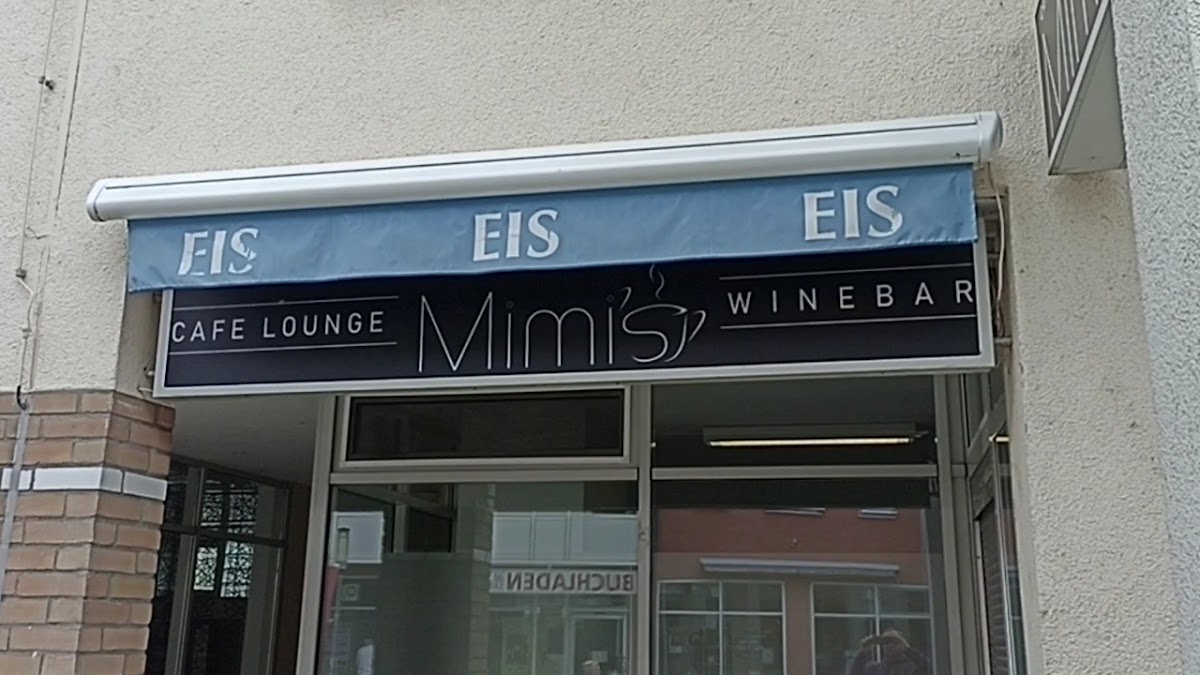 EIS EIS EIS
CAFE LOUNGE Mimi's WINEBAR
BUCHLADEN